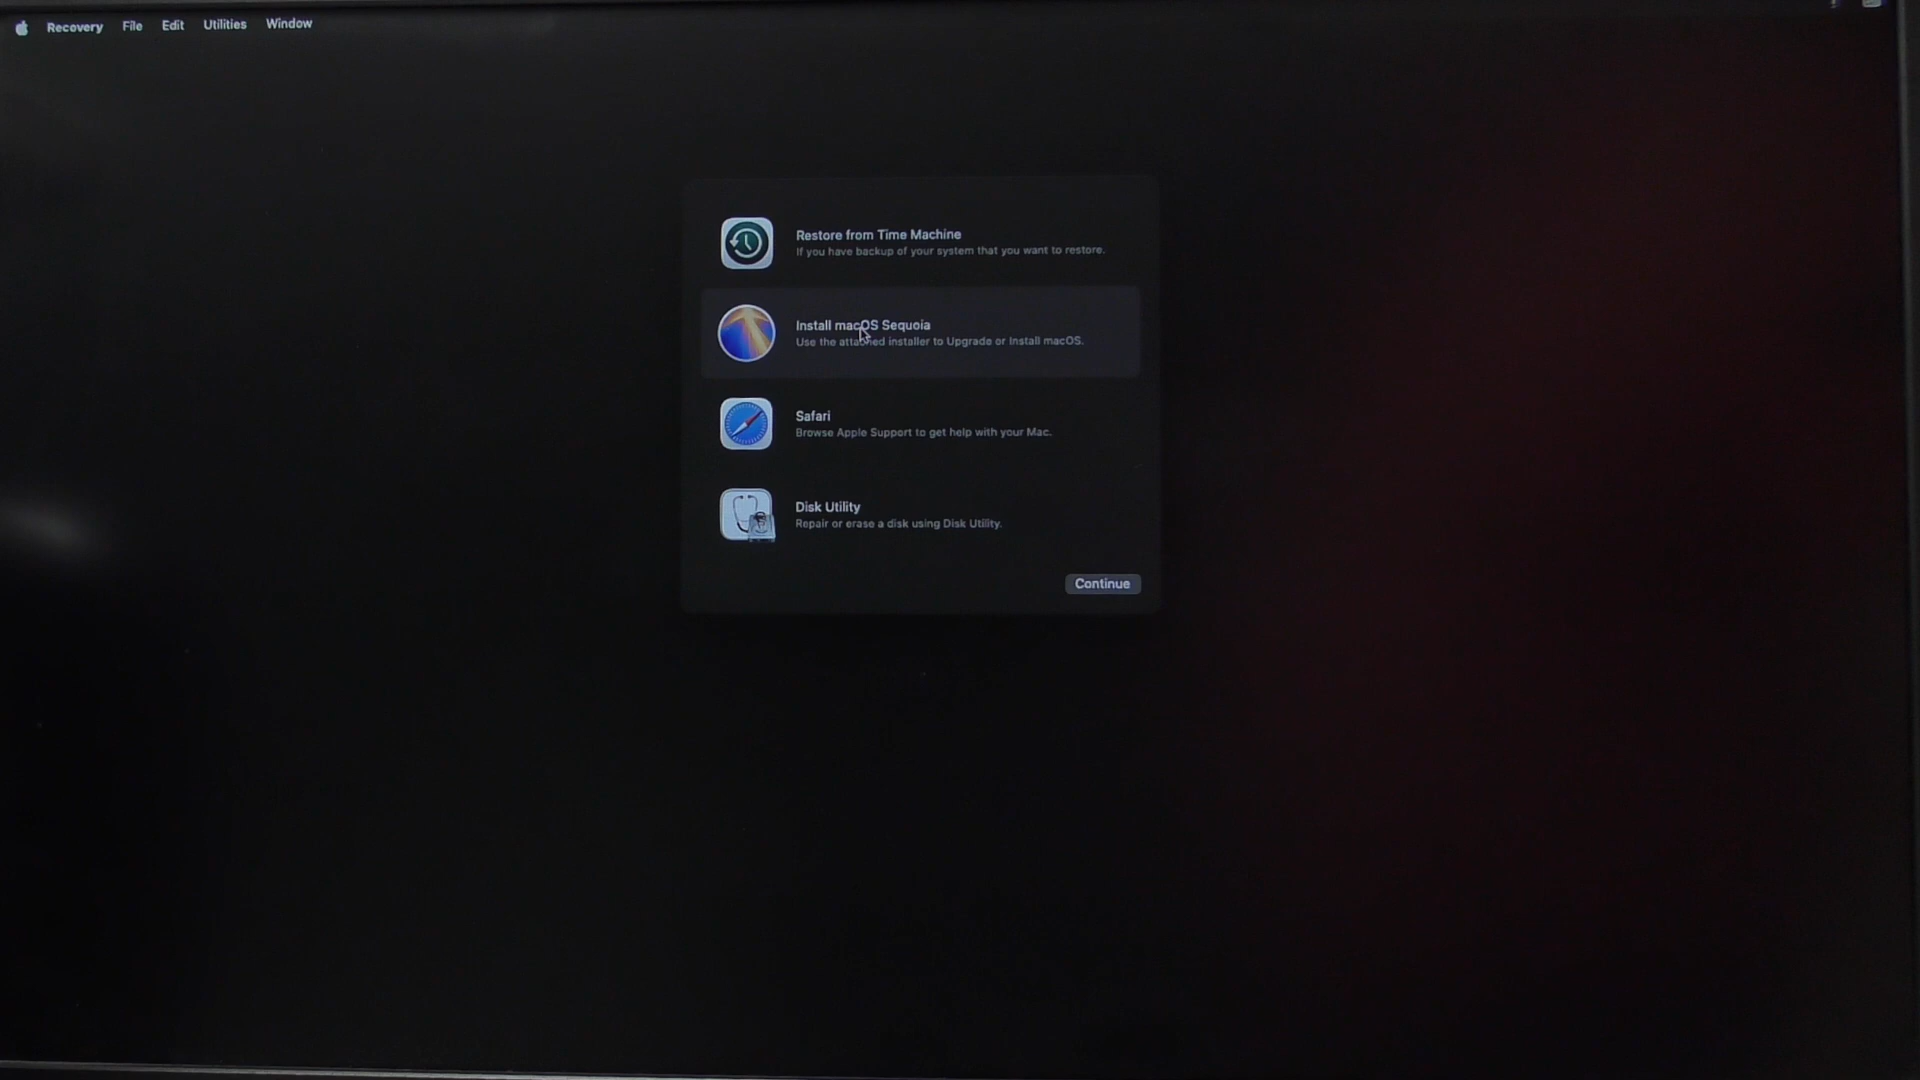 Recovery File Edit Utilities Window
Restore from Time Machine
If you have backup of your system that you want to restore.
Install macOS Sequoia
Use the attached installer to Upgrade or Install macOS.
Safari
Browse Apple Support to get help with your Mac.
Disk Utility
Repair or erase a disk using Disk Utility.
Continue